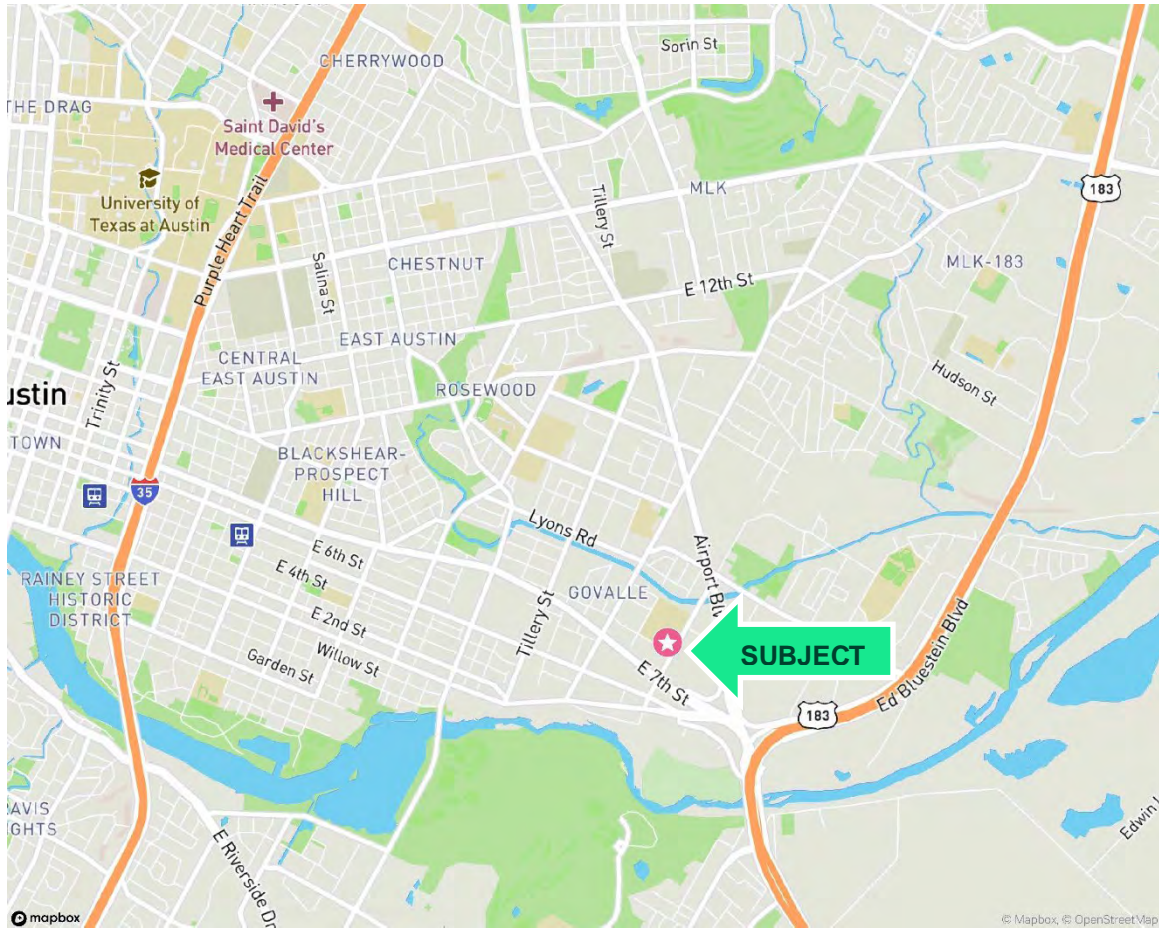 Sorin St
CHERRYWOOD
THE DRAG
Saint David's
Medical Center
MLK
183
University of
Texas at Austin
Purple Heart Trail
Tillery St
Salina St
CHESTNUT
MLK-183
E 12th St
EAST AUSTIN
CENTRAL
EAST AUSTIN
ROSEWOOD
Hudson St
ustin
Trinity St
TOWN
BLACKSHEAR-
PROSPECT
HILL
35
Lyons Rd
Airport Blv
E 6th St
E 4th St
RAINEY STREET
HISTORIC
DISTRICT
GOVALLE
E 2nd St
Tillery St
Willow St
Garden St
E 7th St
SUBJECT
Ed Bluestein Blvd
183
AVIS
GHTS
E Riverside Dr
Edwin
mapbox
© Mapbox, © OpenStreetMap